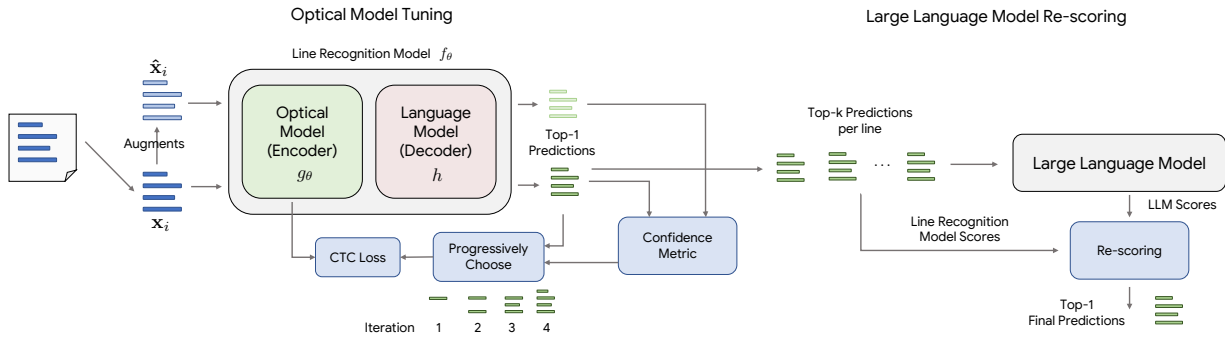 Optical Model Tuning
Large Language Model Re-scoring
Line Recognition Model fθ
x̂i
Augments
xi
Optical
Model
(Encoder)
gθ
Language
Model
(Decoder)
h
Top-1
Predictions
CTC Loss
Progressively
Choose
Confidence
Metric
Iteration 1 2 3 4
Top-k Predictions
per line
...
Large Language Model
LLM Scores
Line Recognition
Model Scores
Re-scoring
Top-1
Final Predictions